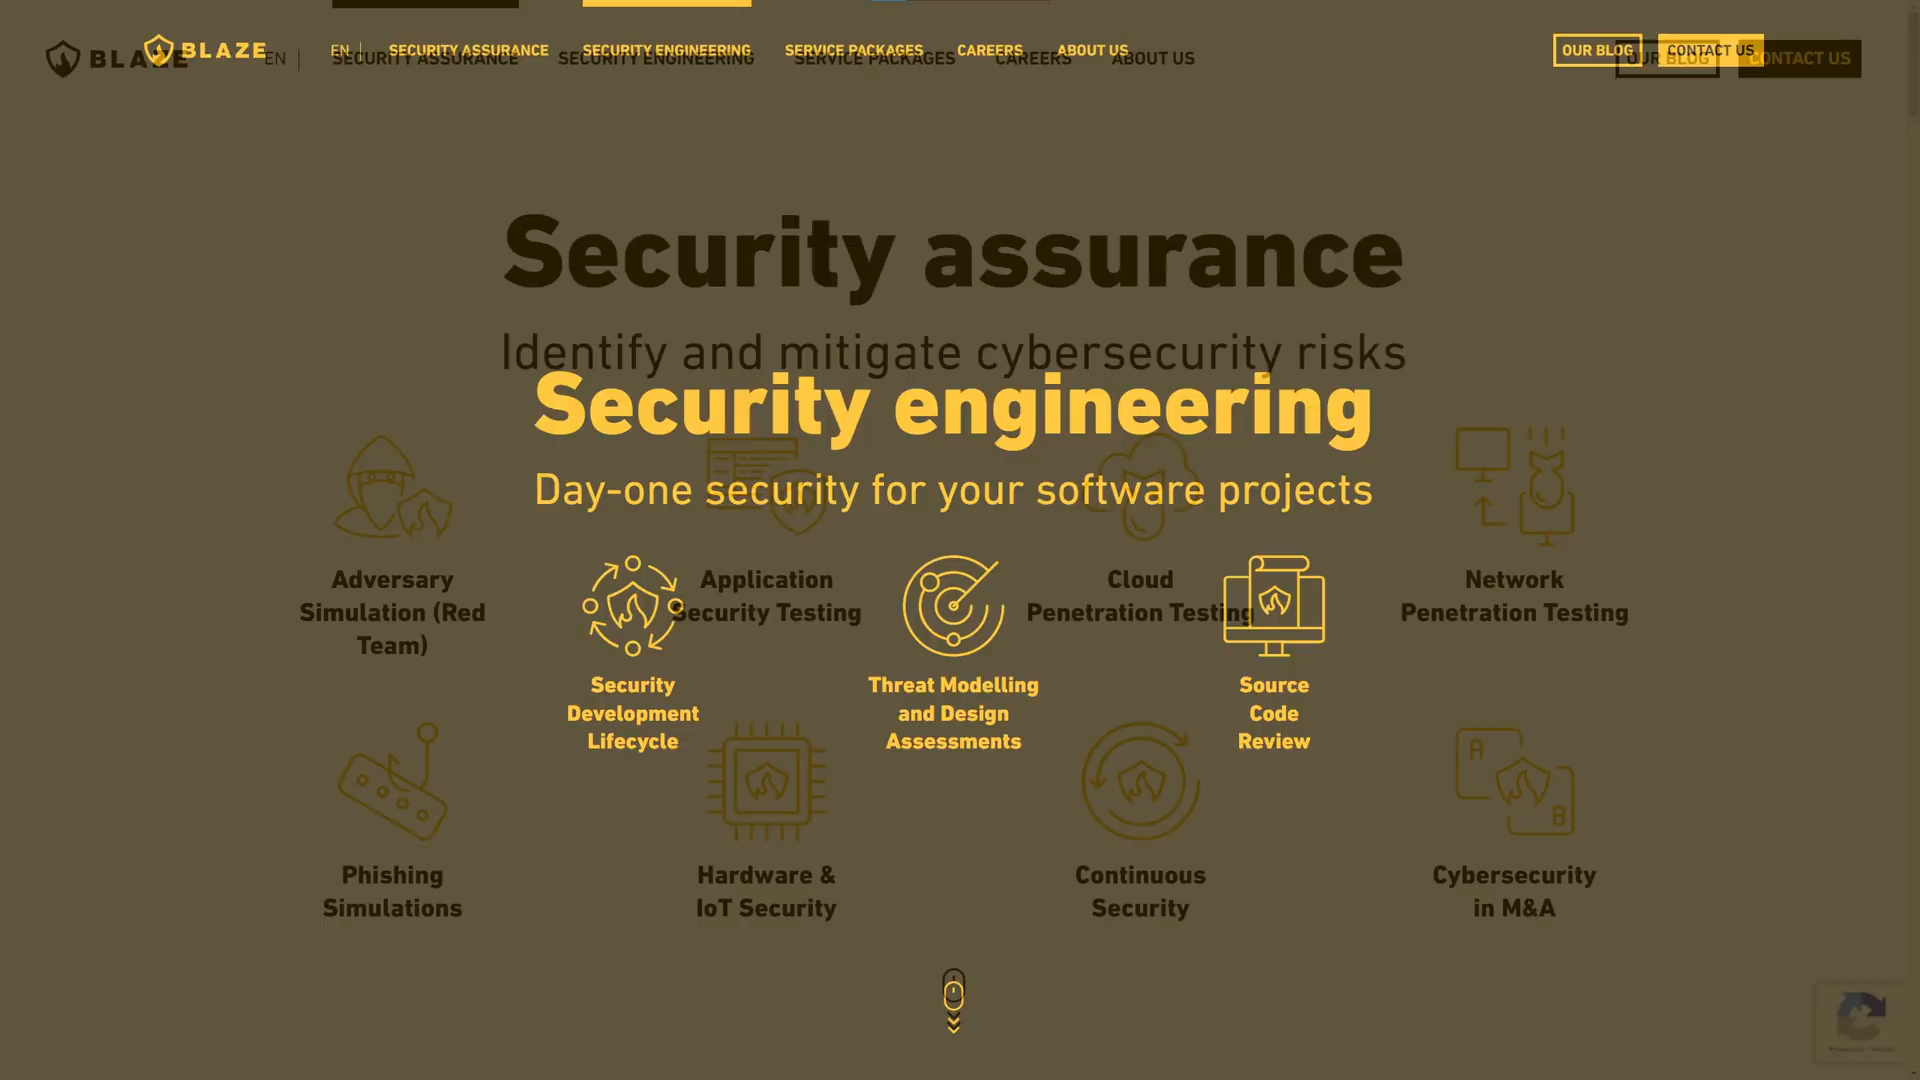 BLAZE EN SECURITY ASSURANCE SECURITY ENGINEERING SERVICE PACKAGES CAREERS ABOUT US OUR BLOG CONTACT US
BLAZE EN SECURITY ASSURANCE SECURITY ENGINEERING SERVICE PACKAGES CAREERS ABOUT US OUR BLOG CONTACT US
Security assurance
Identify and mitigate cybersecurity risks
Security engineering
Day-one security for your software projects
Adversary
Simulation (Red
Team)
Application
Security Testing
Cloud
Penetration Testing
Network
Penetration Testing
Security
Development
Lifecycle
Threat Modelling
and Design
Assessments
Source
Code
Review
A
B
Phishing
Simulations
Hardware &
IoT Security
Continuous
Security
Cybersecurity
in M&A